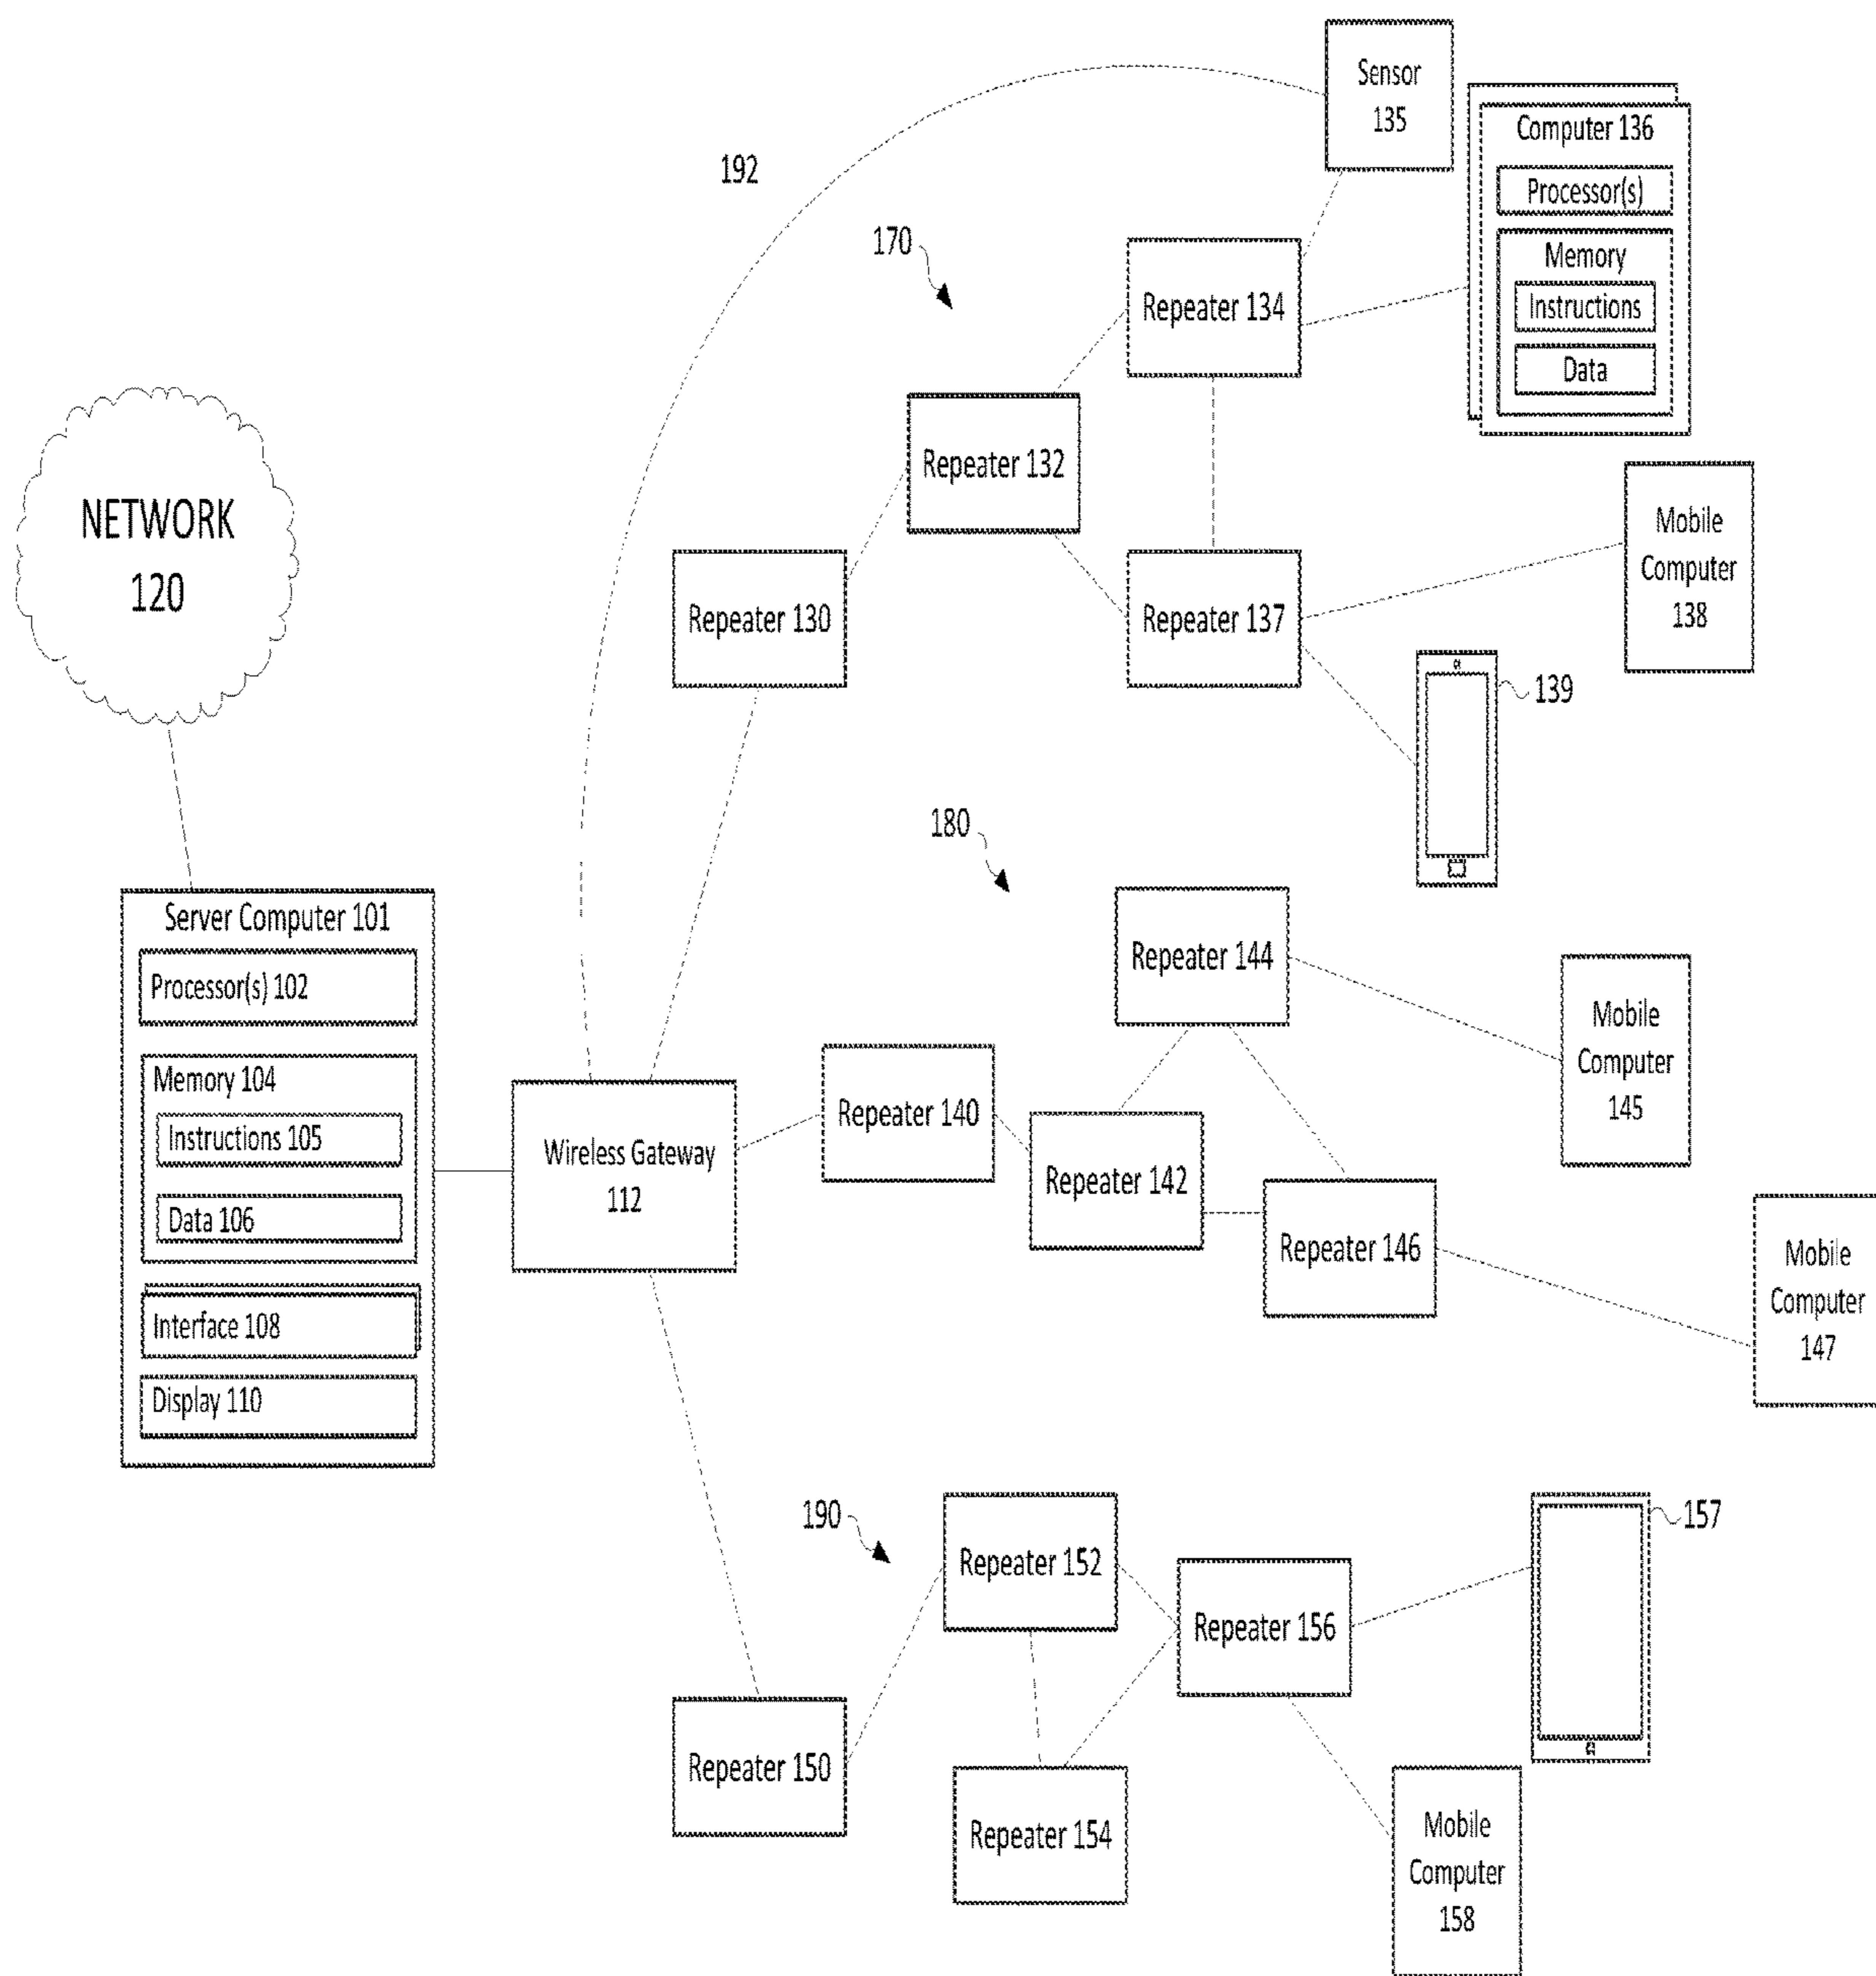 Sensor
135
Computer 136
Processor(s)
Memory
Instructions
Data
192
170
Repeater 134
Repeater 132
NETWORK
120
Mobile
Computer
138
Repeater 130
Repeater 137
139
180
Server Computer 101
Processor(s) 102
Memory 104
Instructions 105
Data 106
Interface 108
Display 110
Wireless Gateway
112
Repeater 144
Repeater 140
Repeater 142
Repeater 146
Mobile
Computer
145
Mobile
Computer
147
190
Repeater 152
Repeater 156
157
Repeater 150
Repeater 154
Mobile
Computer
158